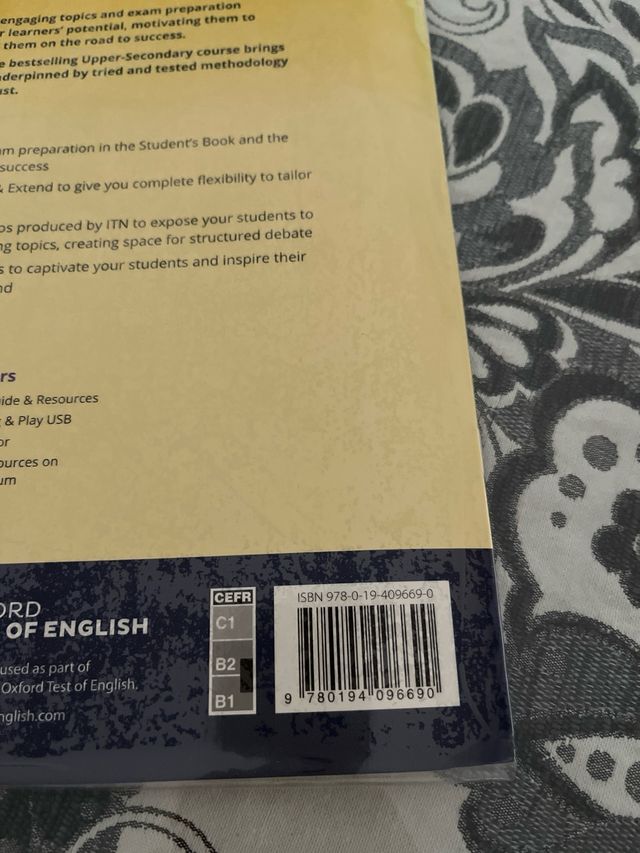 engaging topics and exam preparation
r learners' potential, motivating them to
them on the road to success.
e bestselling Upper-Secondary course brings
nderpinned by tried and tested methodology
ust.
am preparation in the Student's Book and the
success
& Extend to give you complete flexibility to tailor
os produced by ITN to expose your students to
ng topics, creating space for structured debate
s to captivate your students and inspire their
nd
rs
uide & Resources
& Play USB
or
ources on
um
ORD
OF ENGLISH
used as part of
Oxford Test of English.
nglish.com
CEFR
C1
B2
B1
ISBN 978-0-19-409669-0
9 780194 096690